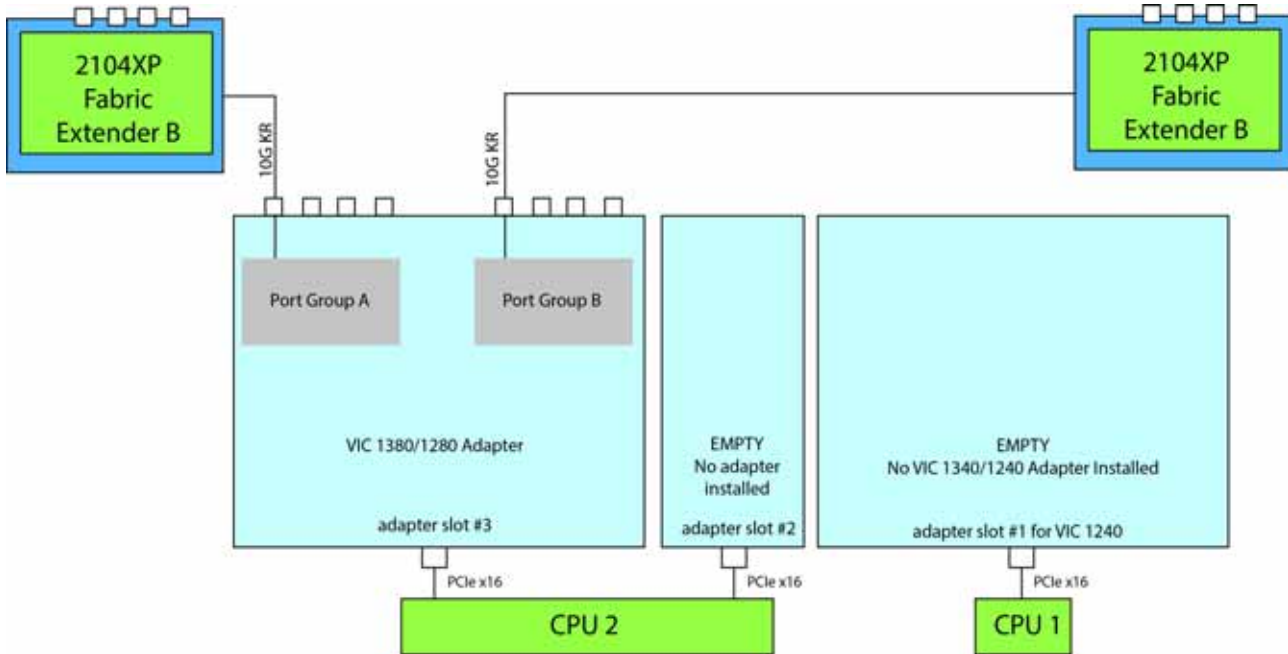 2104XP
Fabric
Extender B
2104XP
Fabric
Extender B
10G KR
10G KR
Port Group A
Port Group B
VIC 1380/1280 Adapter
adapter slot #3
EMPTY
No adapter
installed
adapter slot #2
EMPTY
No VIC 1340/1240 Adapter Installed
adapter slot #1 for VIC 1240
PCIe x16
PCIe x16
PCIe x16
CPU 2
CPU 1